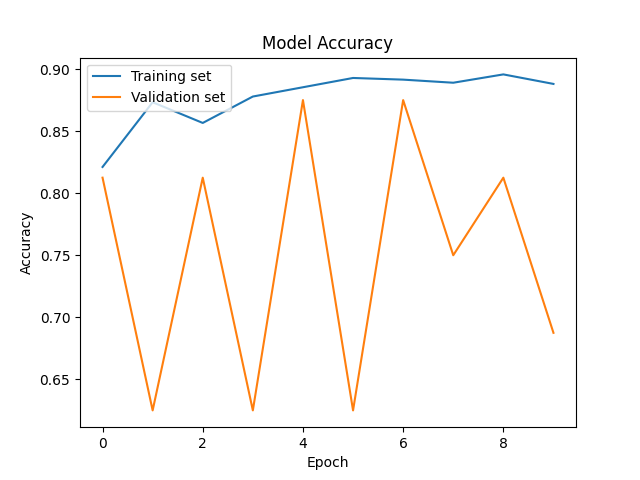 Model Accuracy
Training set
Validation set
0.90
0.85
0.80
0.75
0.70
0.65
Accuracy
0 2 4 6 8
Epoch